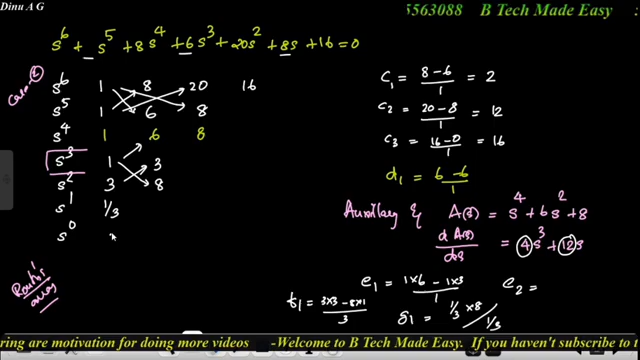 Dinu A G
5563088 B Tech Made Easy.
s⁶ + s⁵ + 8s⁴ + 6s³ + 20s² + 8s + 16 = 0
Case-2
s⁶ 1 8 20 16
s⁵ 1 6 8
s⁴ 1 6 8
s³ 1 3
s² 3 8
s¹ 1/3
s⁰
Routh's array
C₁ = (8-6)/1 = 2
C₂ = (20-8)/1 = 12
C₃ = (16-0)/1 = 16
d₁ = (6-6)/1
A(s) = s⁴ + 6s² + 8
dA(s)/ds = 4s³ + 12s
e₁ = (1×6 - 1×3)/1 e₂ =
f₁ = (3×3 - 8×1)/3
g₁ = (1/3 × 8)/(1/3)
ring are motivation for doing more videos -Welcome to B Tech Made Easy. If you haven't subscribe to t